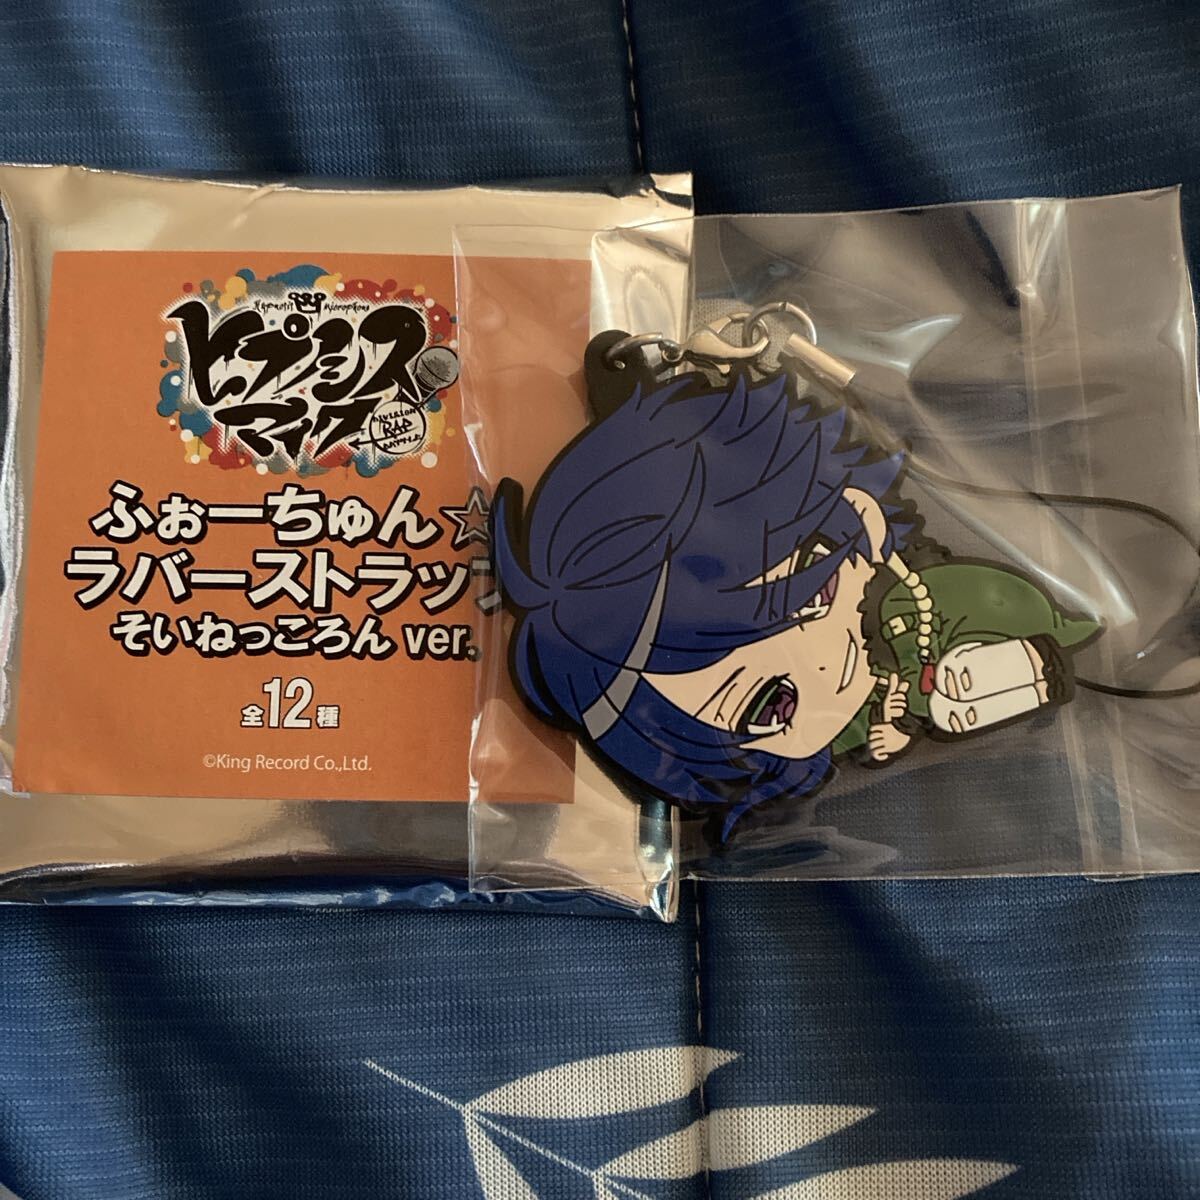 Hypnosis Microphone
ヒプノシス
マイク
DIVISION
RAP
BATTLE
ふぉーちゅん☆
ラバーストラップ
そいねっころん ver.
全12種
©King Record Co.,Ltd.